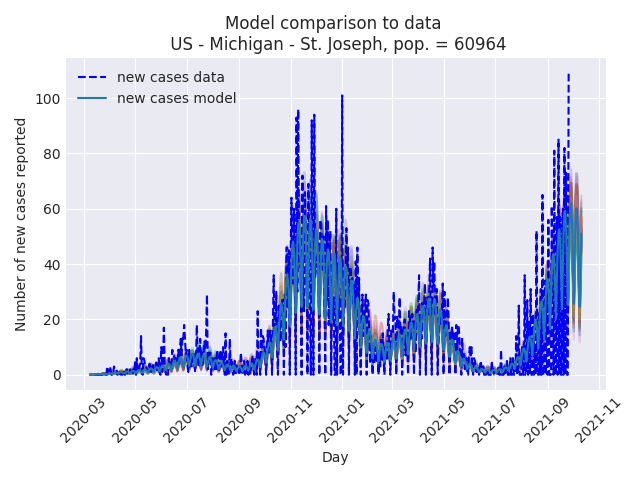 Model comparison to data
US - Michigan - St. Joseph, pop. = 60964
new cases data
new cases model
Number of new cases reported
100
80
60
40
20
0
2020-03
2020-05
2020-07
2020-09
2020-11
2021-01
2021-03
2021-05
2021-07
2021-09
2021-11
Day